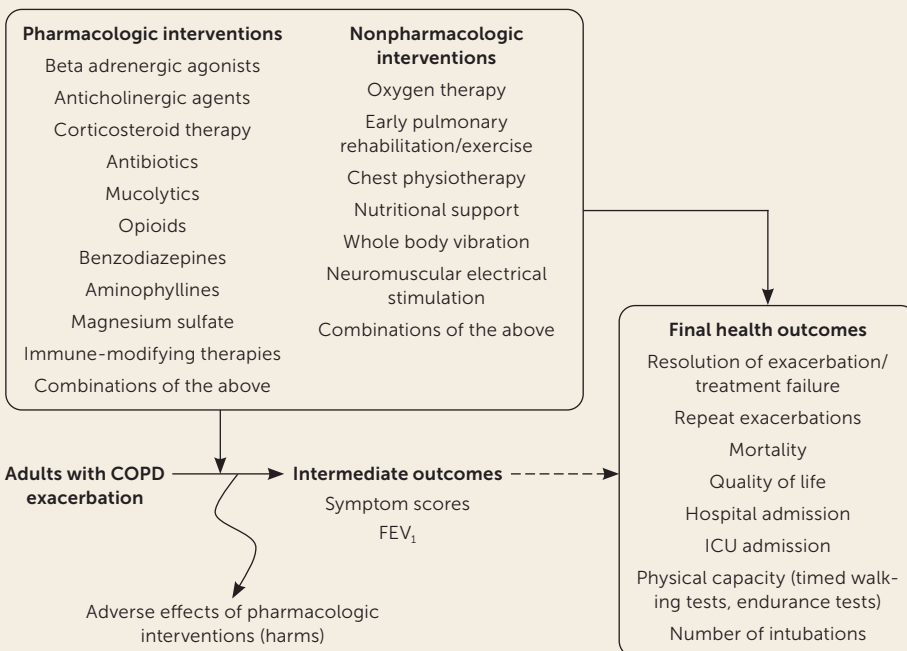 Pharmacologic interventions
Beta adrenergic agonists
Anticholinergic agents
Corticosteroid therapy
Antibiotics
Mucolytics
Opioids
Benzodiazepines
Aminophyllines
Magnesium sulfate
Immune-modifying therapies
Combinations of the above
Nonpharmacologic
interventions
Oxygen therapy
Early pulmonary
rehabilitation/exercise
Chest physiotherapy
Nutritional support
Whole body vibration
Neuromuscular electrical
stimulation
Combinations of the above
Adults with COPD
exacerbation
Intermediate outcomes
Symptom scores
FEV₁
Adverse effects of pharmacologic
interventions (harms)
Final health outcomes
Resolution of exacerbation/
treatment failure
Repeat exacerbations
Mortality
Quality of life
Hospital admission
ICU admission
Physical capacity (timed walk-
ing tests, endurance tests)
Number of intubations